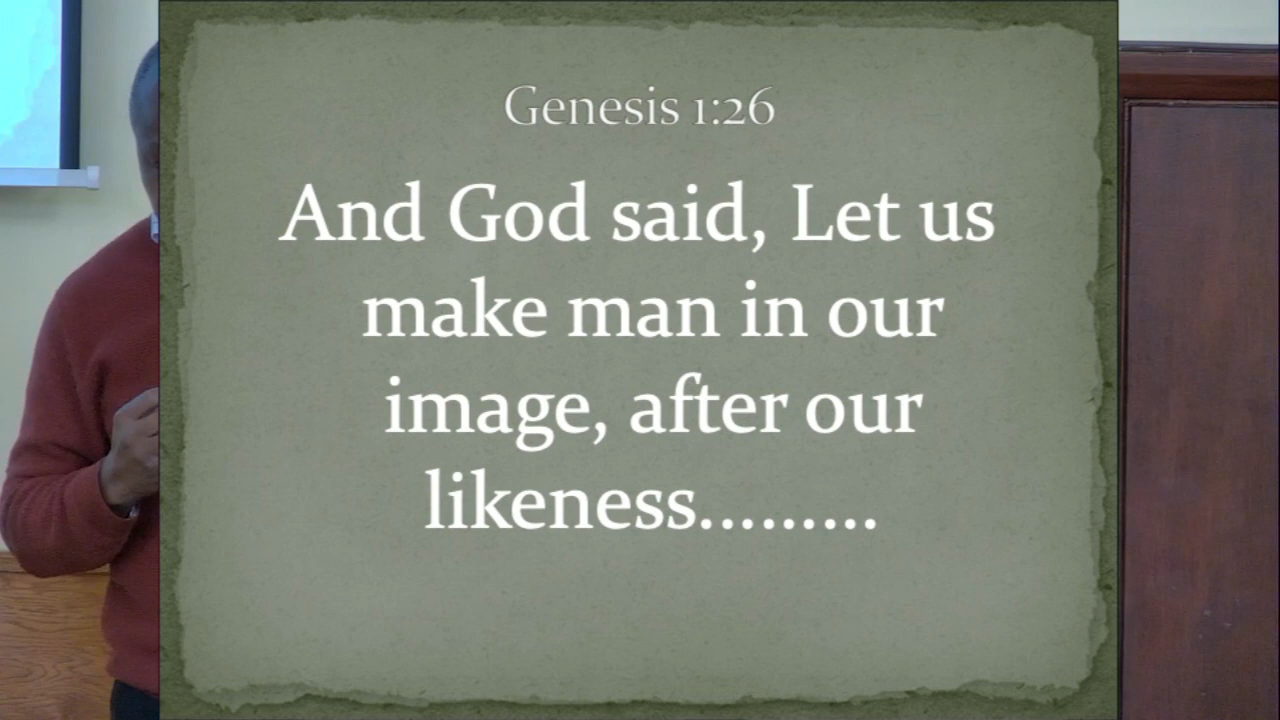 Genesis 1:26
And God said, Let us
make man in our
image, after our
likeness.........